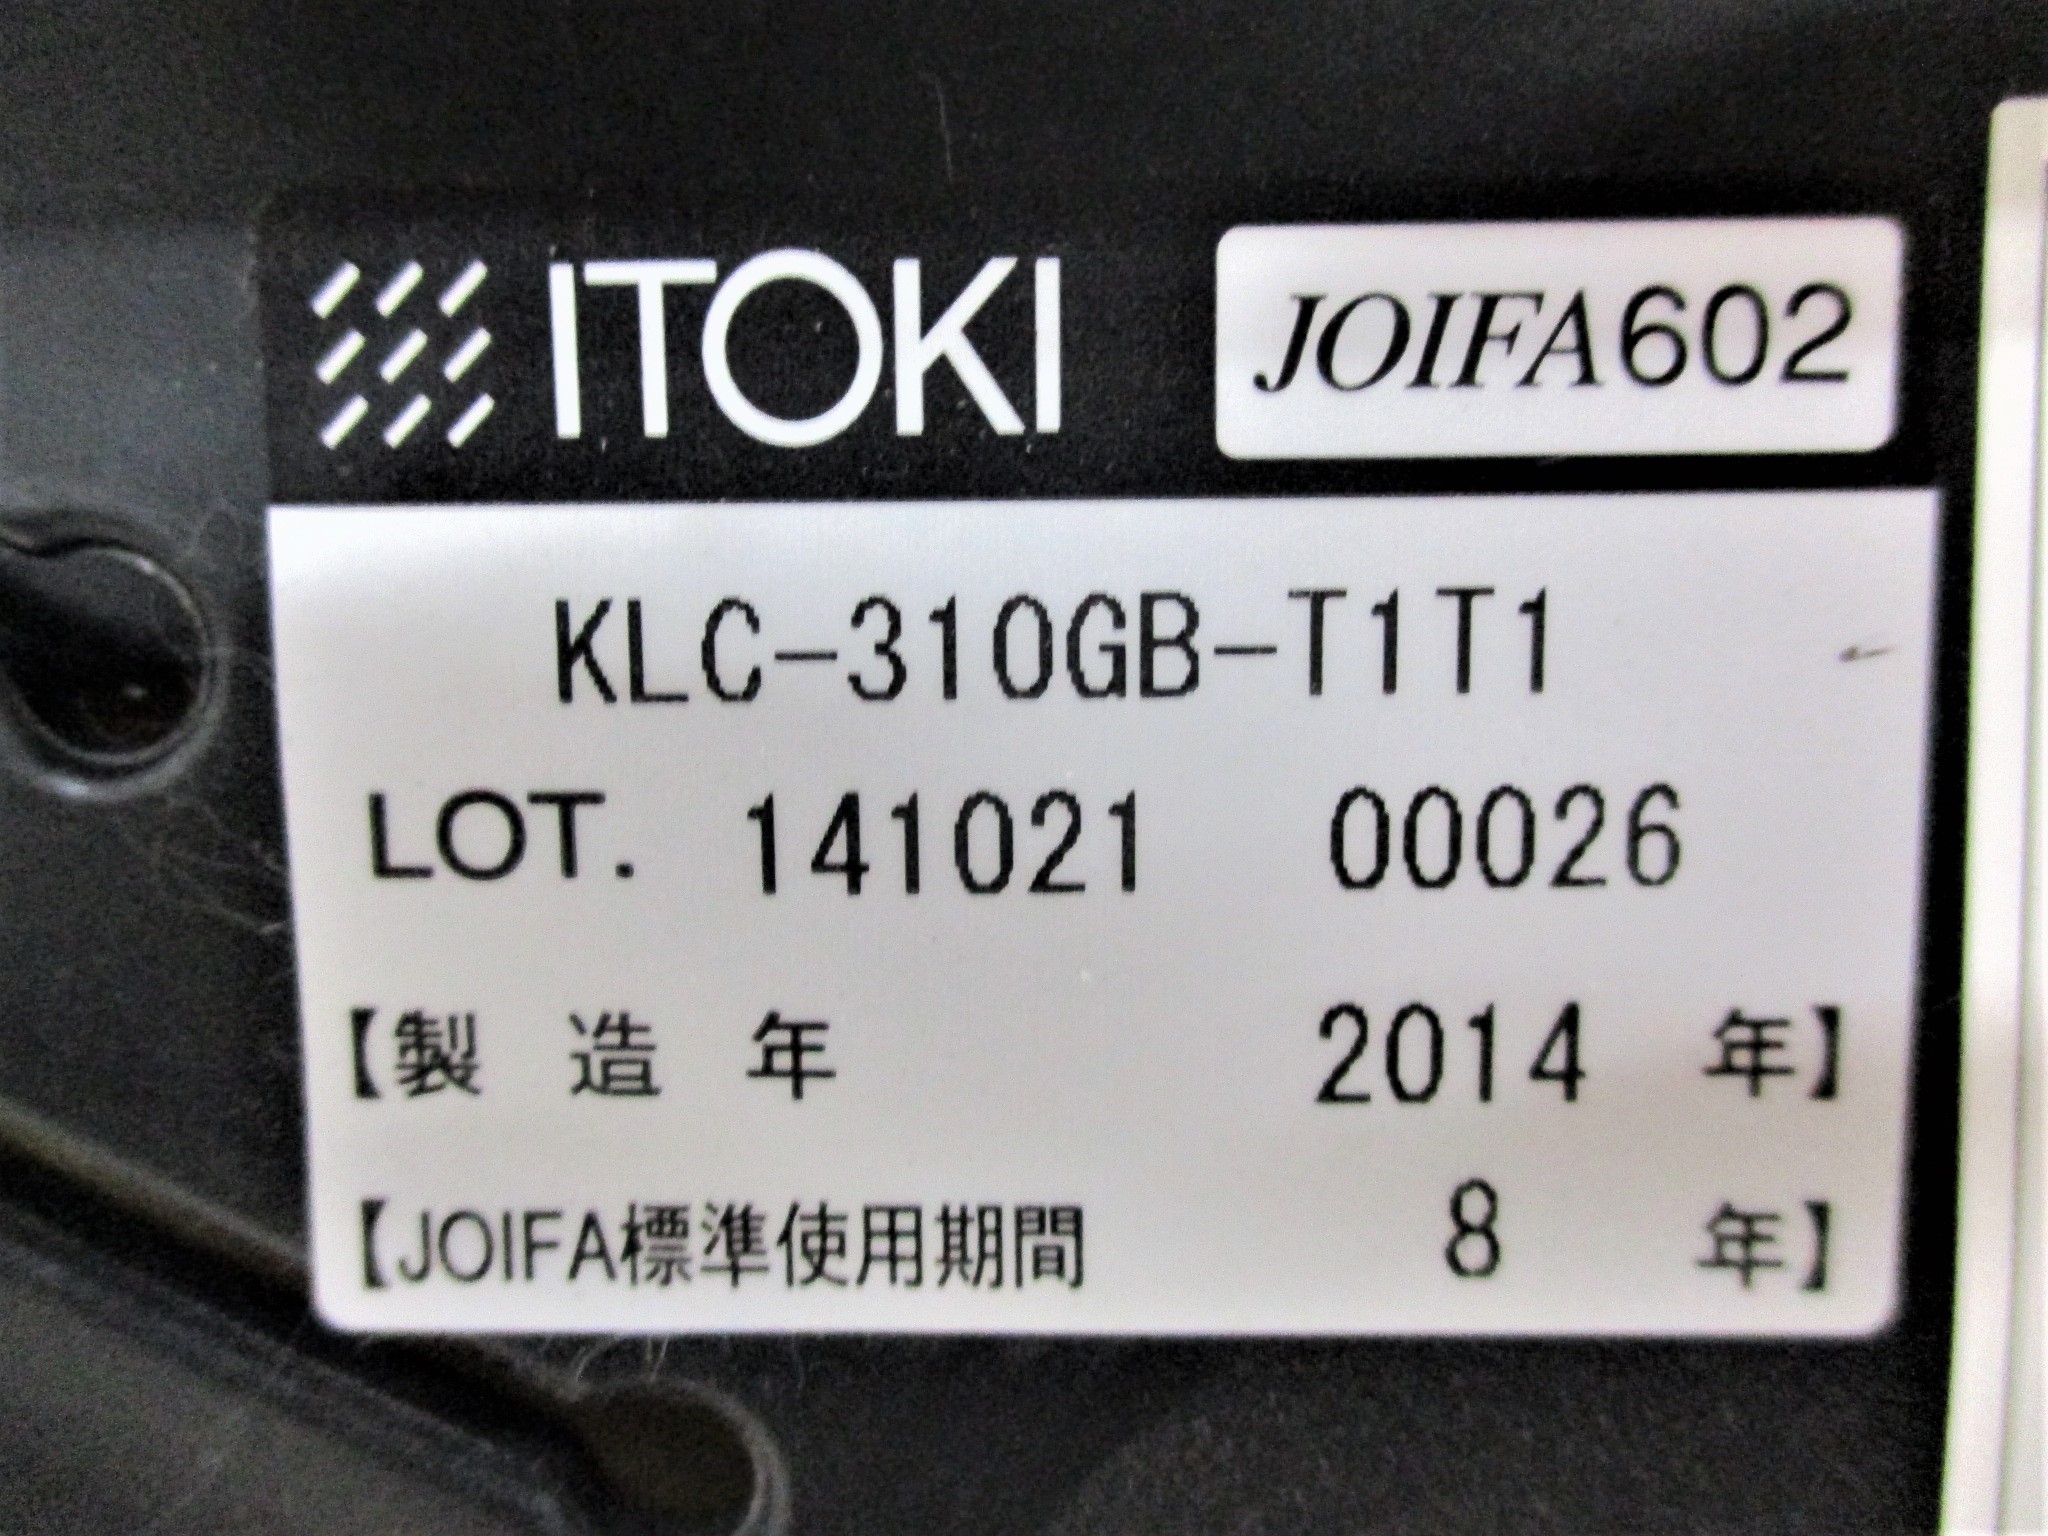 ITOKI JOIFA602
KLC-310GB-T1T1
LOT. 141021 00026
【製 造 年 2014 年】
【JOIFA標準使用期間 8 年】